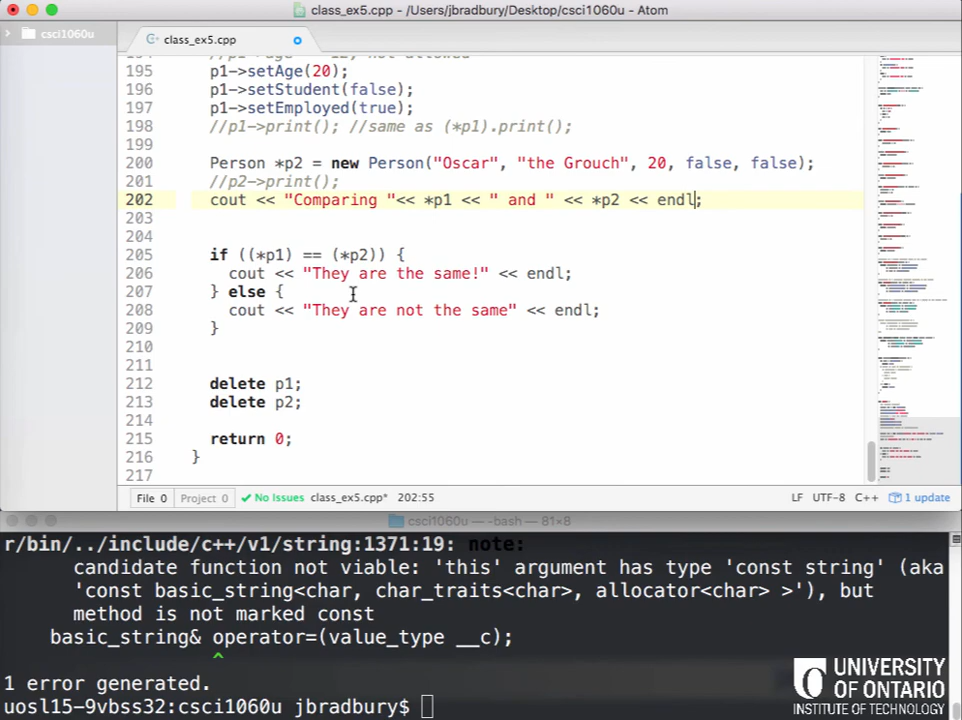 class_ex5.cpp - /Users/jbradbury/Desktop/csci1060u - Atom
csci1060u
class_ex5.cpp
195 p1->setAge(20);
196 p1->setStudent(false);
197 p1->setEmployed(true);
198 //p1->print(); //same as (*p1).print();
199
200 Person *p2 = new Person("Oscar", "the Grouch", 20, false, false);
201 //p2->print();
202 cout << "Comparing "<< *p1 << " and " << *p2 << endl;
203
204
205 if ((*p1) == (*p2)) {
206 cout << "They are the same!" << endl;
207 } else {
208 cout << "They are not the same" << endl;
209 }
210
211
212 delete p1;
213 delete p2;
214
215 return 0;
216 }
217
File 0 Project 0 No Issues class_ex5.cpp* 202:55 LF UTF-8 C++ 1 update
csci1060u — -bash — 81×8
r/bin/../include/c++/v1/string:1371:19: note:
candidate function not viable: 'this' argument has type 'const string' (aka
'const basic_string<char, char_traits<char>, allocator<char> >'), but
method is not marked const
basic_string& operator=(value_type __c);
^
1 error generated.
uosl15-9vbss32:csci1060u jbradbury$
UNIVERSITY
OF ONTARIO
INSTITUTE OF TECHNOLOGY